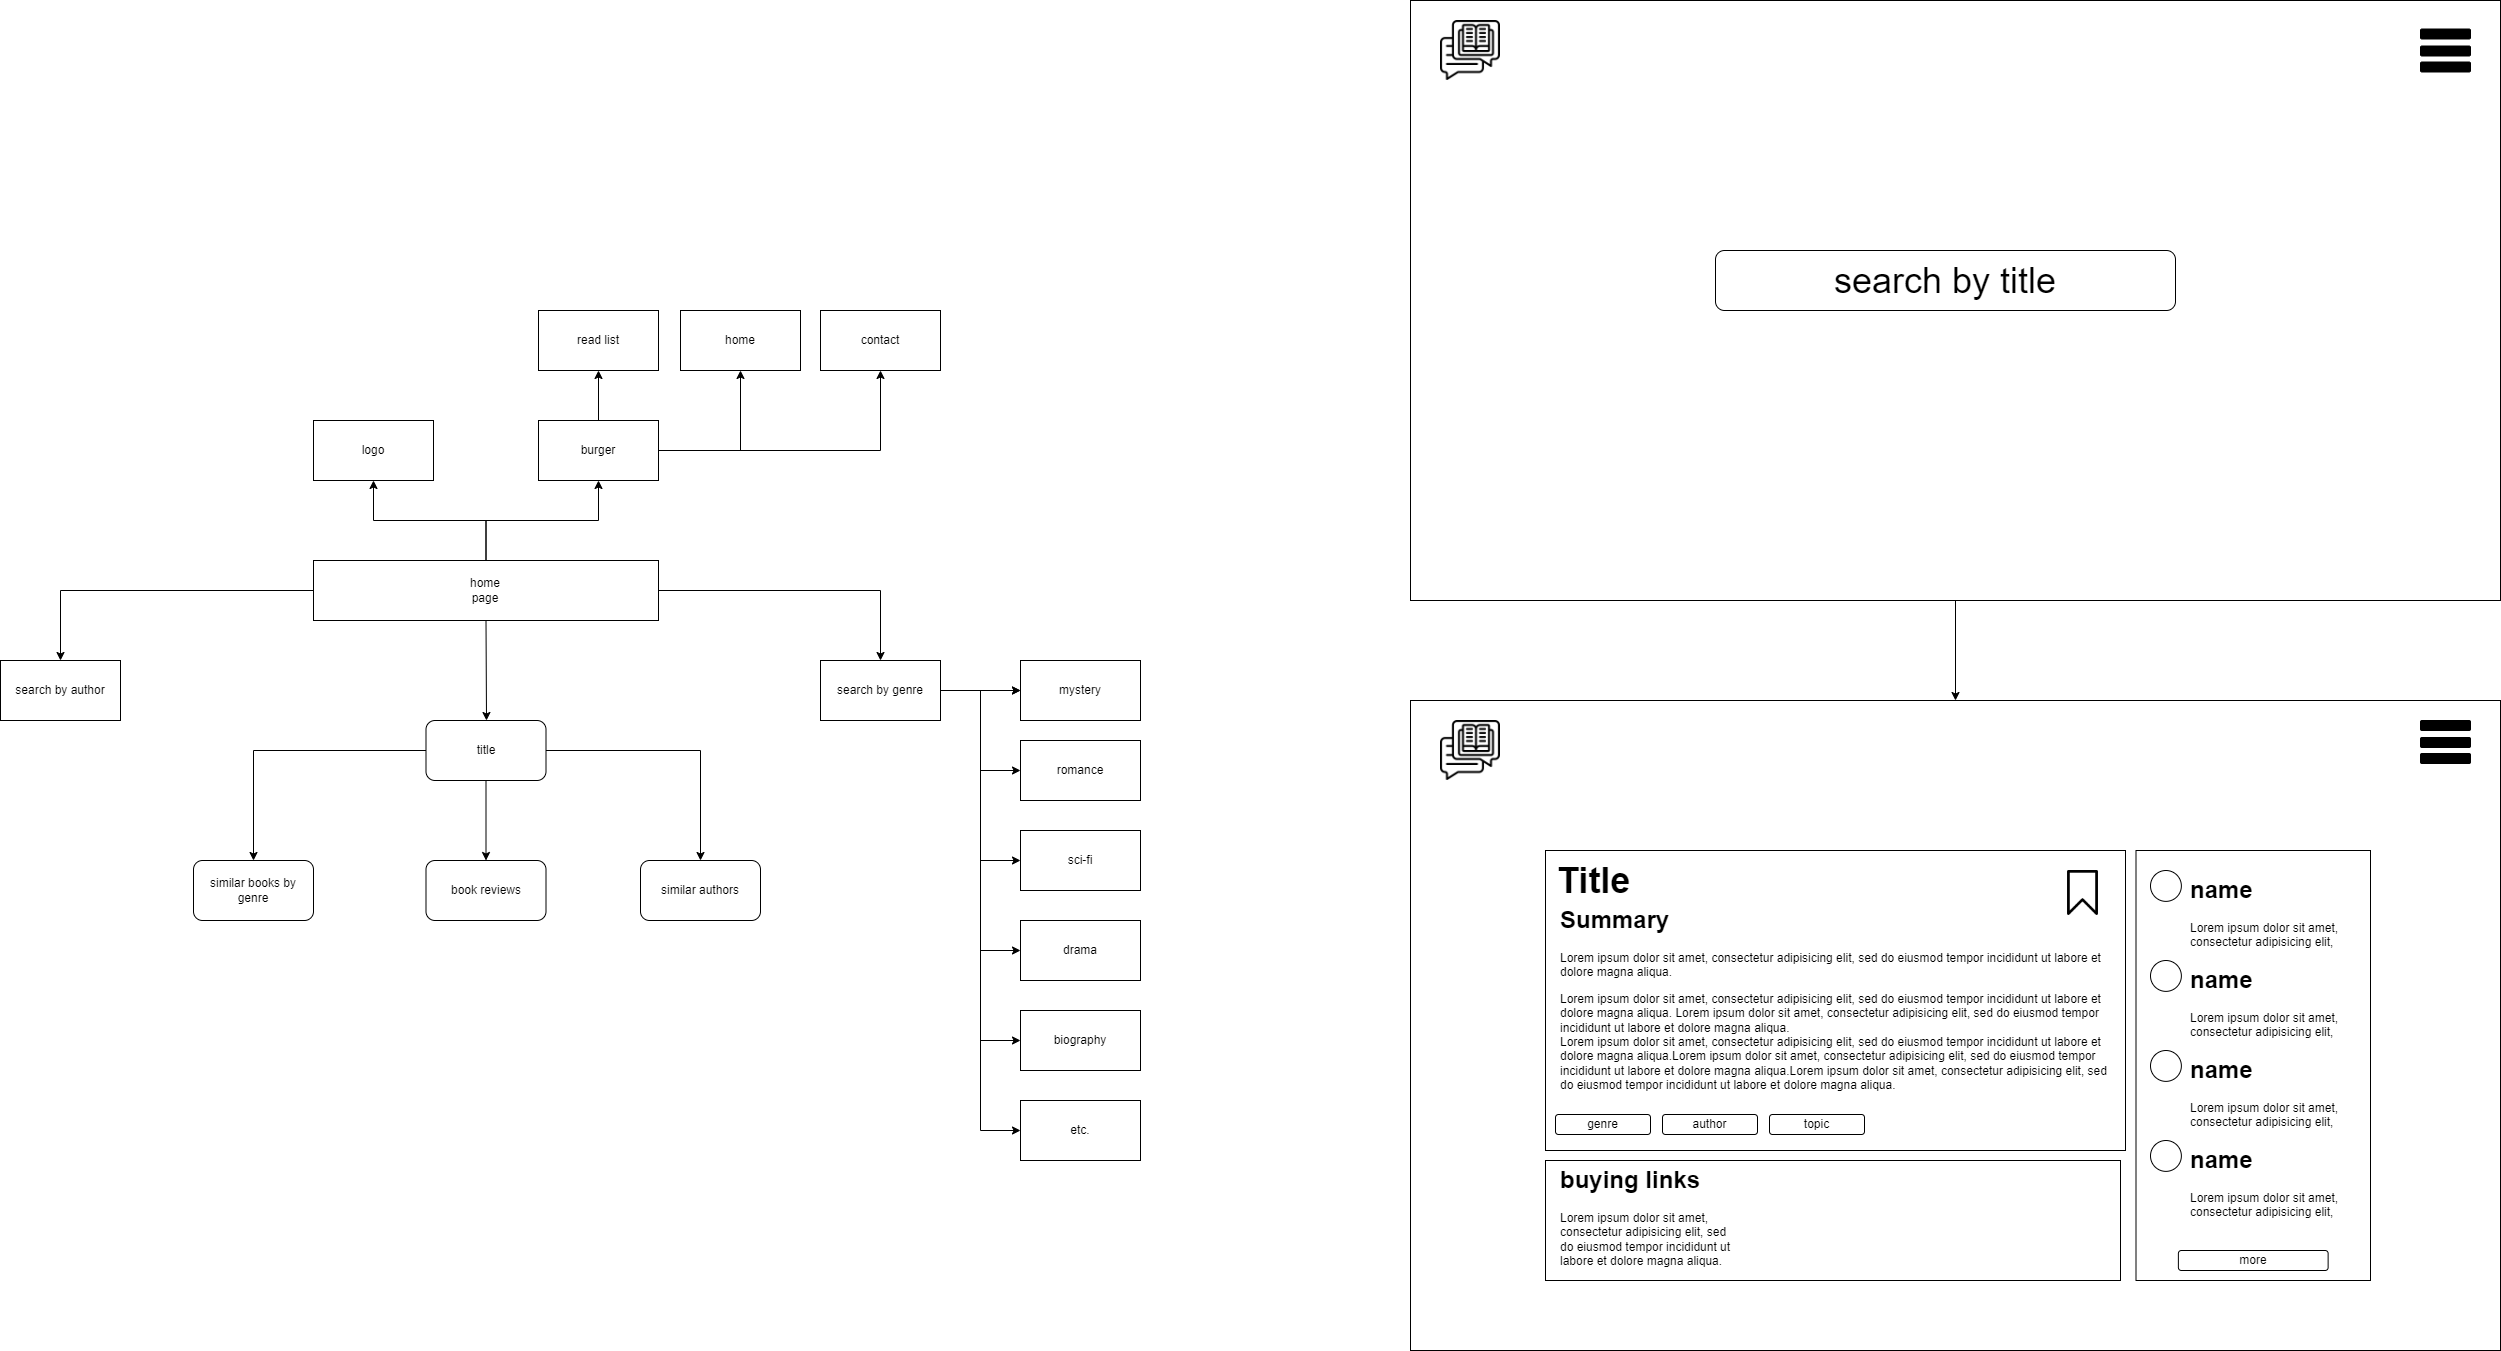 read list
home
contact
logo
burger
home
page
search by author
search by genre
title
similar books by
genre
book reviews
similar authors
mystery
romance
sci-fi
drama
biography
etc.
search by title
Title
Summary
Lorem ipsum dolor sit amet, consectetur adipisicing elit, sed do eiusmod tempor incididunt ut labore et
dolore magna aliqua.
Lorem ipsum dolor sit amet, consectetur adipisicing elit, sed do eiusmod tempor incididunt ut labore et
dolore magna aliqua. Lorem ipsum dolor sit amet, consectetur adipisicing elit, sed do eiusmod tempor
incididunt ut labore et dolore magna aliqua.
Lorem ipsum dolor sit amet, consectetur adipisicing elit, sed do eiusmod tempor incididunt ut labore et
dolore magna aliqua.Lorem ipsum dolor sit amet, consectetur adipisicing elit, sed do eiusmod tempor
incididunt ut labore et dolore magna aliqua.Lorem ipsum dolor sit amet, consectetur adipisicing elit, sed
do eiusmod tempor incididunt ut labore et dolore magna aliqua.
genre
author
topic
buying links
Lorem ipsum dolor sit amet,
consectetur adipisicing elit, sed
do eiusmod tempor incididunt ut
labore et dolore magna aliqua.
name
Lorem ipsum dolor sit amet,
consectetur adipisicing elit,
name
Lorem ipsum dolor sit amet,
consectetur adipisicing elit,
name
Lorem ipsum dolor sit amet,
consectetur adipisicing elit,
name
Lorem ipsum dolor sit amet,
consectetur adipisicing elit,
more